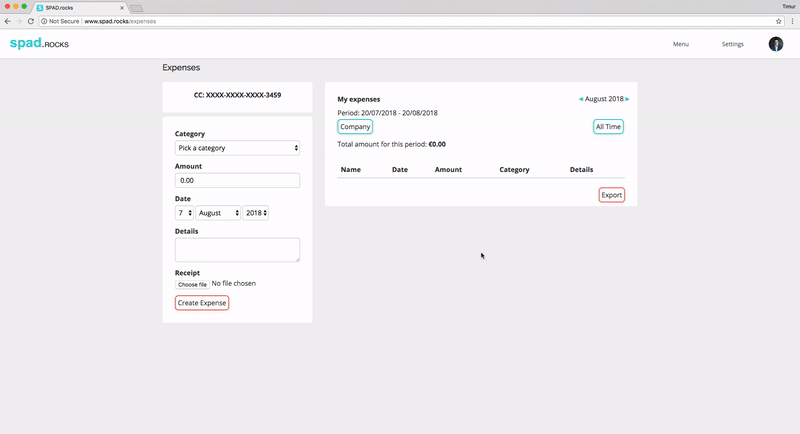 SPAD.rocks
Timur
Not Secure | www.spad.rocks/expenses
spad.ROCKS
Menu
Settings
Expenses
CC: XXXX-XXXX-XXXX-3459
Category
Pick a category
Amount
0.00
Date
7 August 2018
Details
Receipt
Choose file No file chosen
Create Expense
My expenses
August 2018
Period: 20/07/2018 - 20/08/2018
Company
All Time
Total amount for this period: €0.00
Name Date Amount Category Details
Export